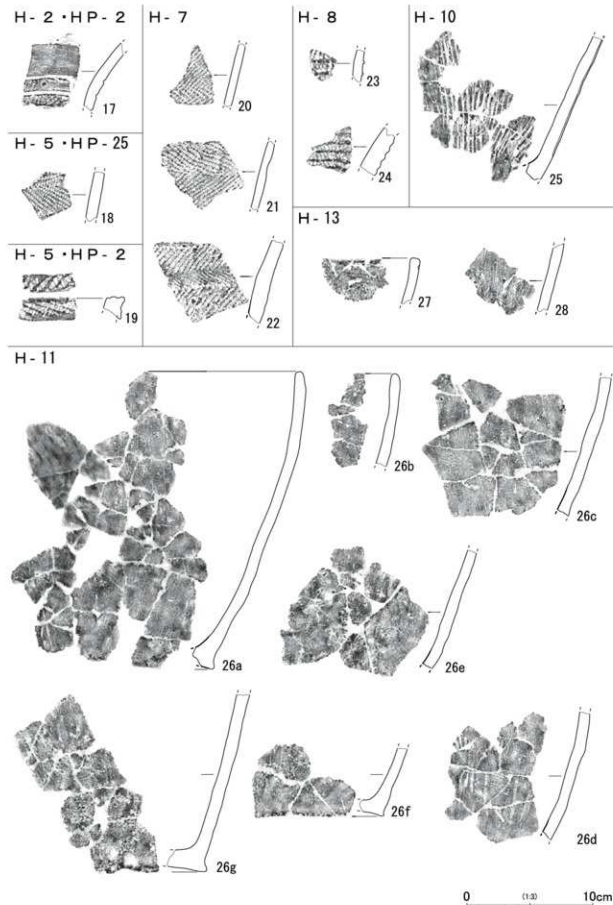 H-2・HP-2
17
H-5・HP-25
18
H-5・HP-2
19
H-7
20
21
22
H-8
23
24
H-10
25
H-13
27
28
H-11
26a
26b
26c
26e
26g
26f
26d
0 (1:3) 10cm